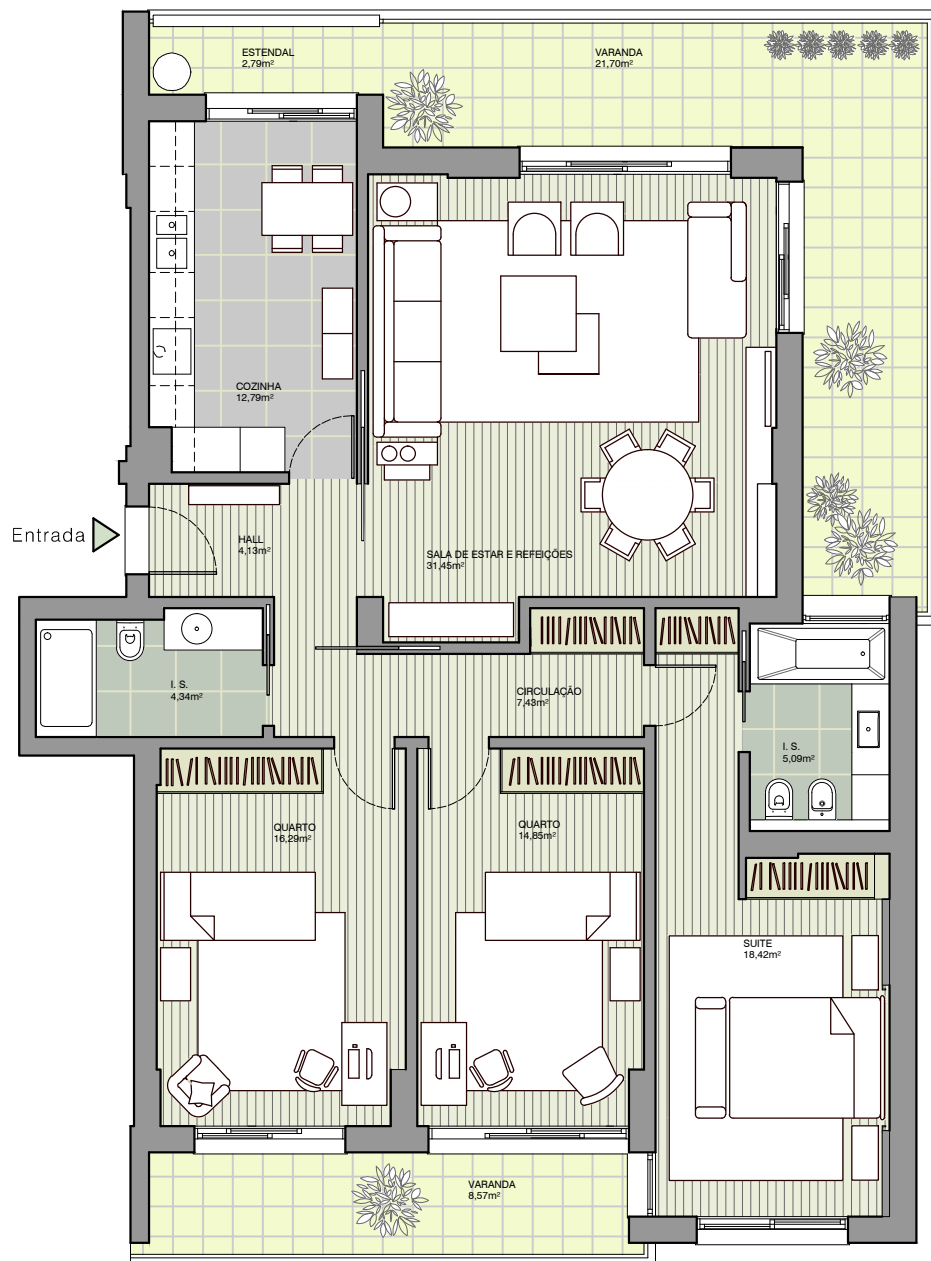 ESTENDAL
2,79m²
VARANDA
21,70m²
COZINHA
12,79m²
Entrada
HALL
4,13m²
SALA DE ESTAR E REFEIÇÕES
31,45m²
I. S.
4,34m²
CIRCULAÇÃO
7,43m²
I. S.
5,09m²
QUARTO
16,29m²
QUARTO
14,85m²
SUITE
18,42m²
VARANDA
8,57m²